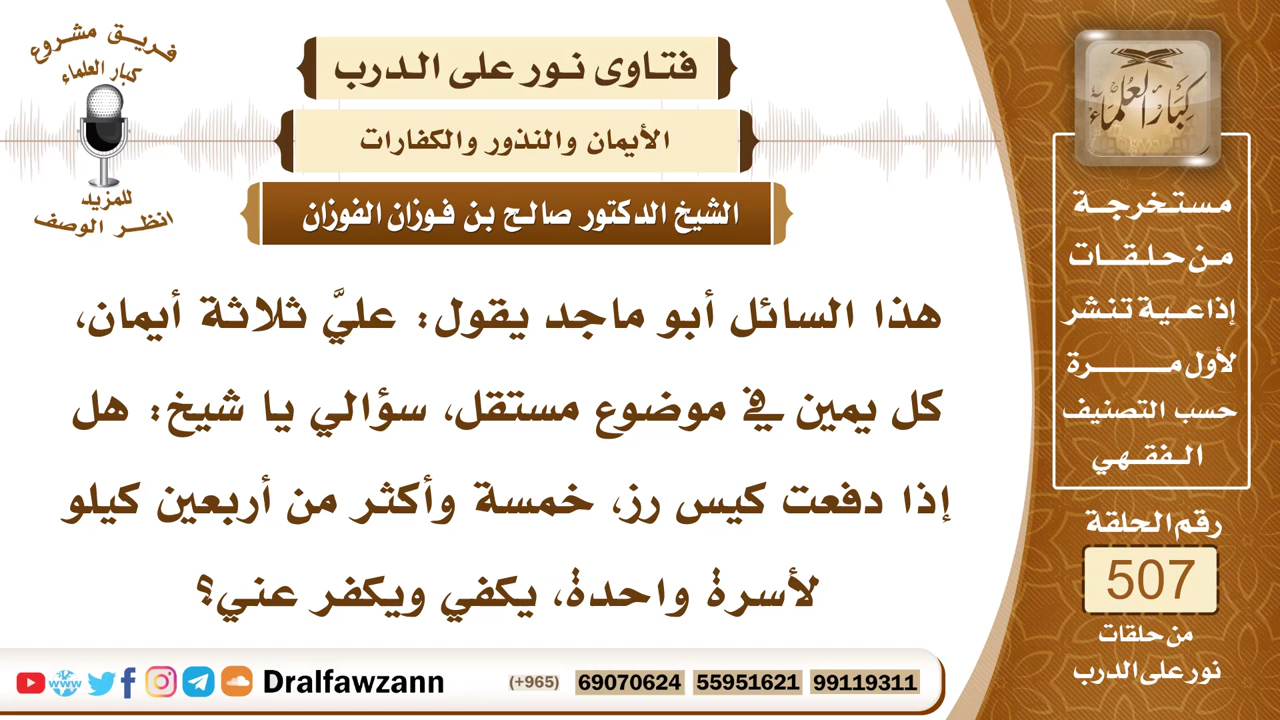 فريق مشروع
كبار العلماء
للمزيد
انظر الوصف
فتاوى نور على الدرب
الأيمان والنذور والكفارات
الشيخ الدكتور صالح بن فوزان الفوزان
هذا السائل أبو ماجد يقول: عليَّ ثلاثة أيمان،
كل يمين في موضوع مستقل، سؤالي يا شيخ: هل
إذا دفعت كيس رز، خمسة وأكثر من أربعين كيلو
لأسرة واحدة، يكفي ويكفر عني؟
كبار العلماء
مستخرجة
من حلقات
إذاعية تنشر
لأول مرة
حسب التصنيف
الفقهي
رقم الحلقة
507
من حلقات
نور على الدرب
www Dralfawzann (+965) 69070624 55951621 99119311